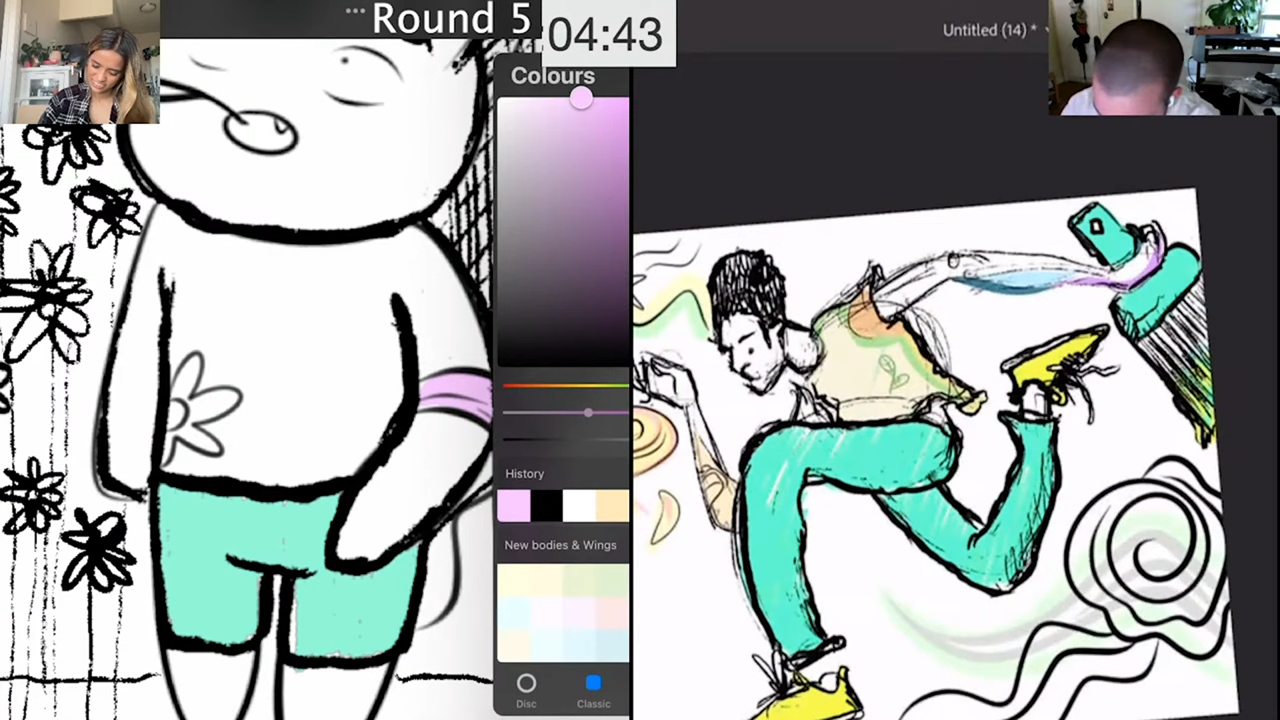 Round 5
04:43
Untitled (14) *
Colours
History
New bodies & Wings
Disc
Classic